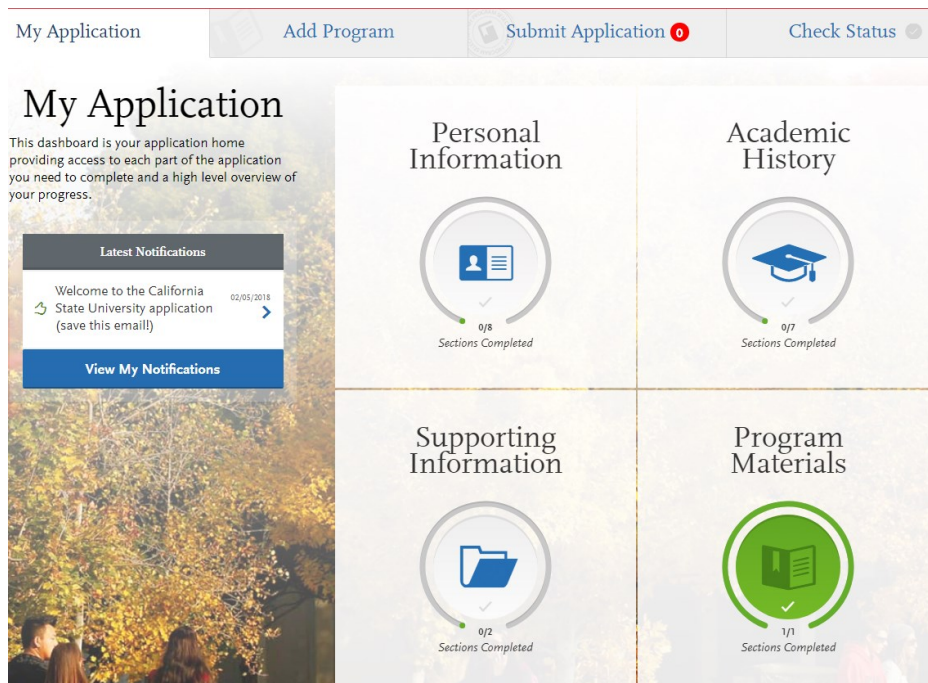 My Application
Add Program
Submit Application 0
Check Status
My Application
This dashboard is your application home
providing access to each part of the application
you need to complete and a high level overview of
your progress.
Latest Notifications
Welcome to the California
State University application
(save this email!)
02/05/2018
View My Notifications
Personal
Information
0/8
Sections Completed
Academic
History
0/7
Sections Completed
Supporting
Information
0/2
Sections Completed
Program
Materials
1/1
Sections Completed